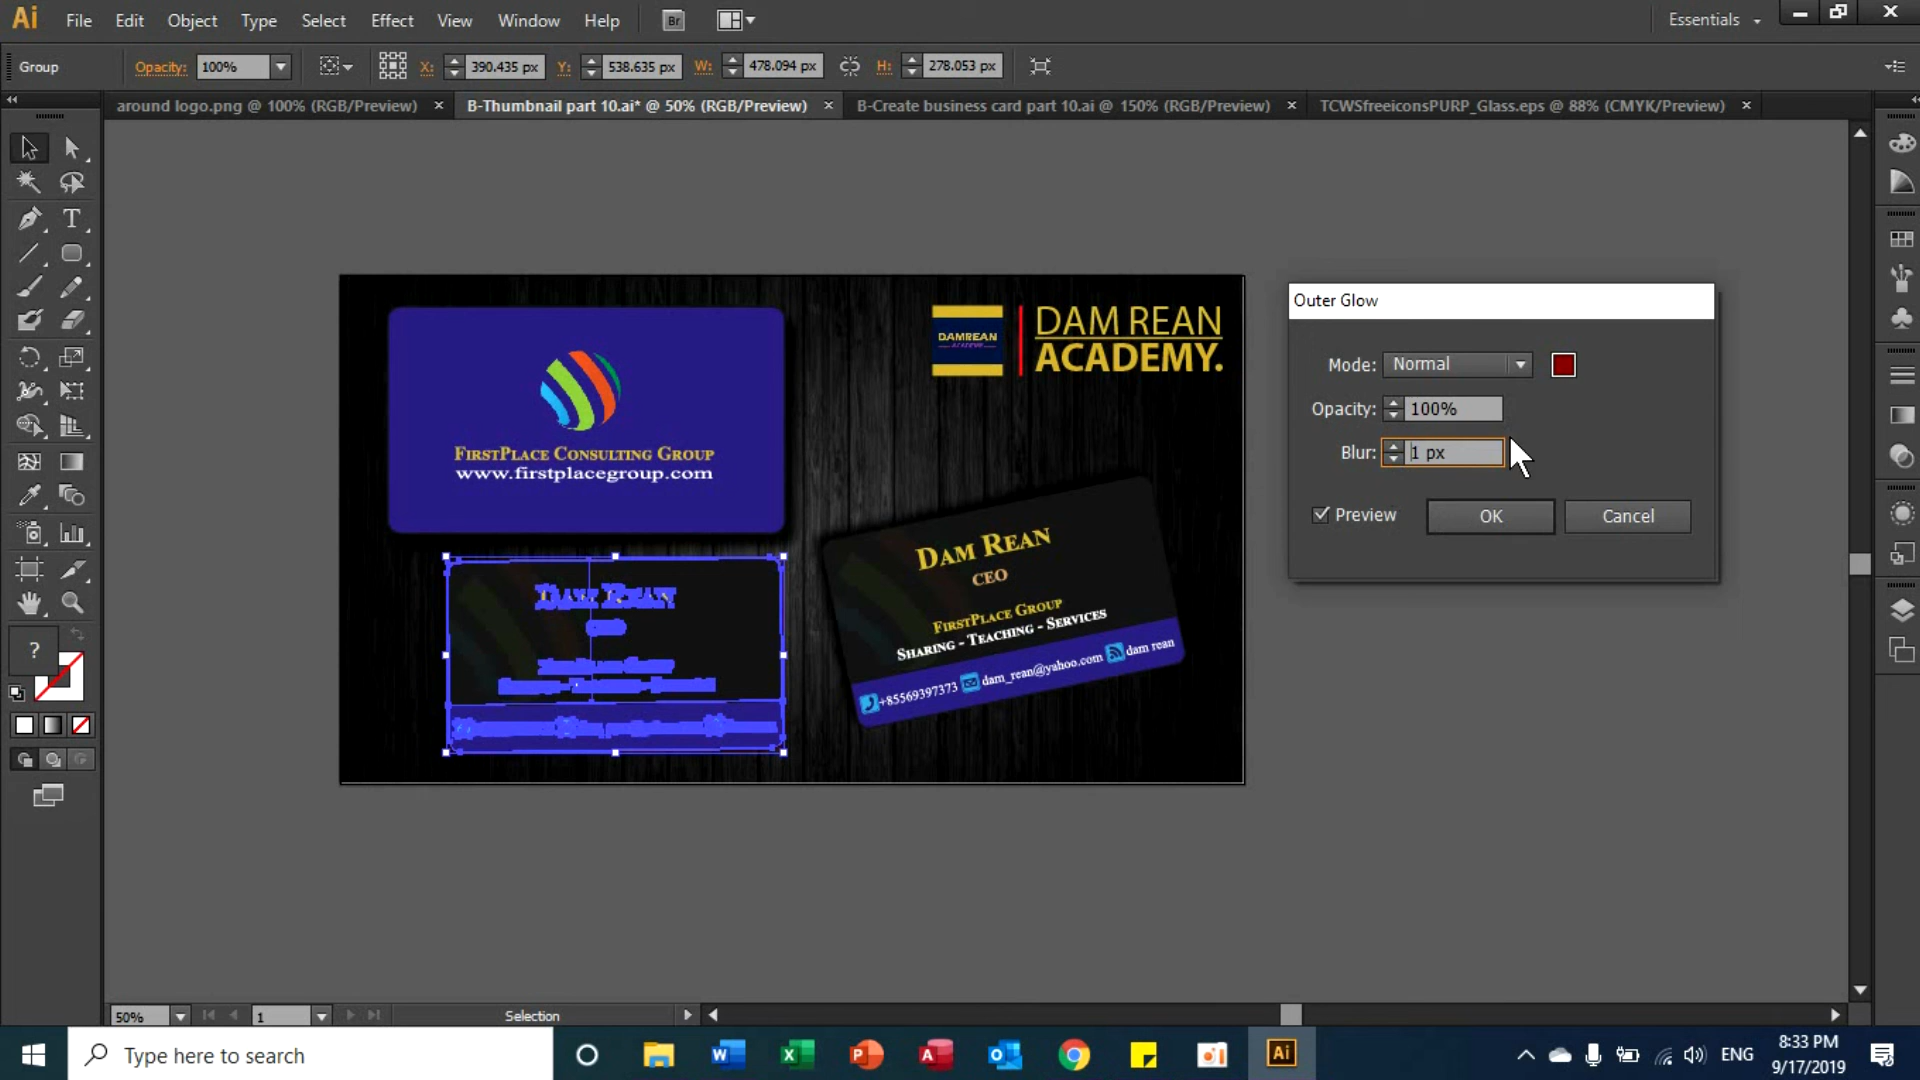 Ai File Edit Object Type Select Effect View Window Help Br Essentials
Group Opacity: 100% X: 390.435 px Y: 538.635 px W: 478.094 px H: 278.053 px
around logo.png @ 100% (RGB/Preview) B-Thumbnail part 10.ai* @ 50% (RGB/Preview) B-Create business card part 10.ai @ 150% (RGB/Preview) TCWSfreeiconsPURP_Glass.eps @ 88% (CMYK/Preview)
FirstPlace Consulting Group
www.firstplacegroup.com
DAMREAN
ACADEMY
DAM REAN
ACADEMY.
Dam Rean
Dam Rean
CEO
FirstPlace Group
Sharing - Teaching - Services
+85569397373 dam_rean@yahoo.com dam rean
Outer Glow
Mode: Normal
Opacity: 100%
Blur: 1 px
Preview OK Cancel
?
50% 1 Selection
Type here to search
Ai
ENG
8:33 PM
9/17/2019